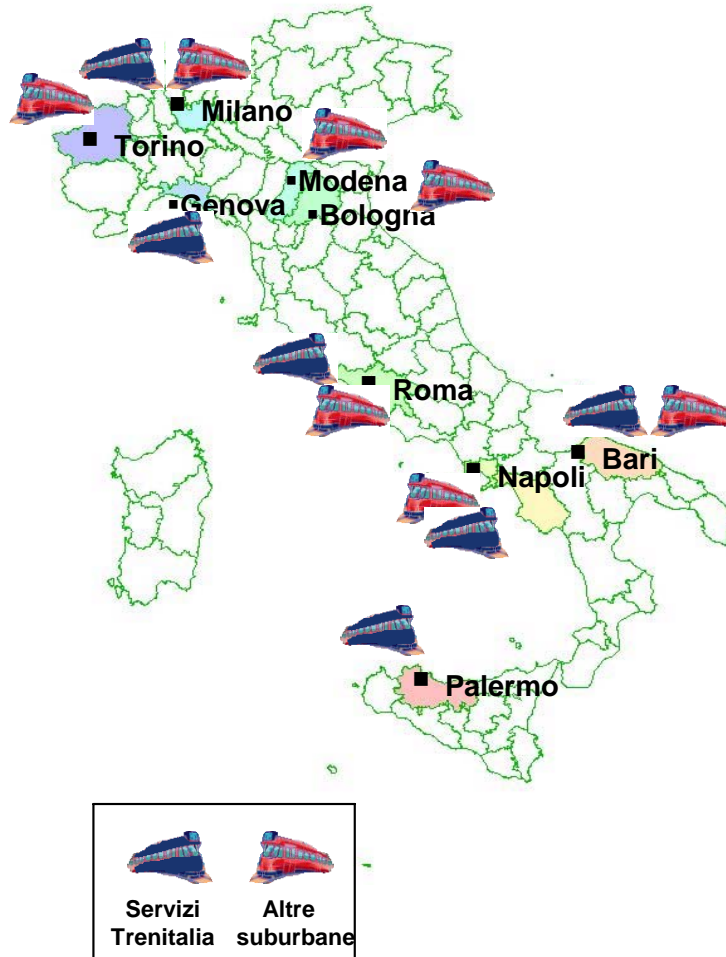 Milano
Torino
Modena
Genova
Bologna
Roma
Bari
Napoli
Palermo
Servizi Trenitalia
Altre suburbane